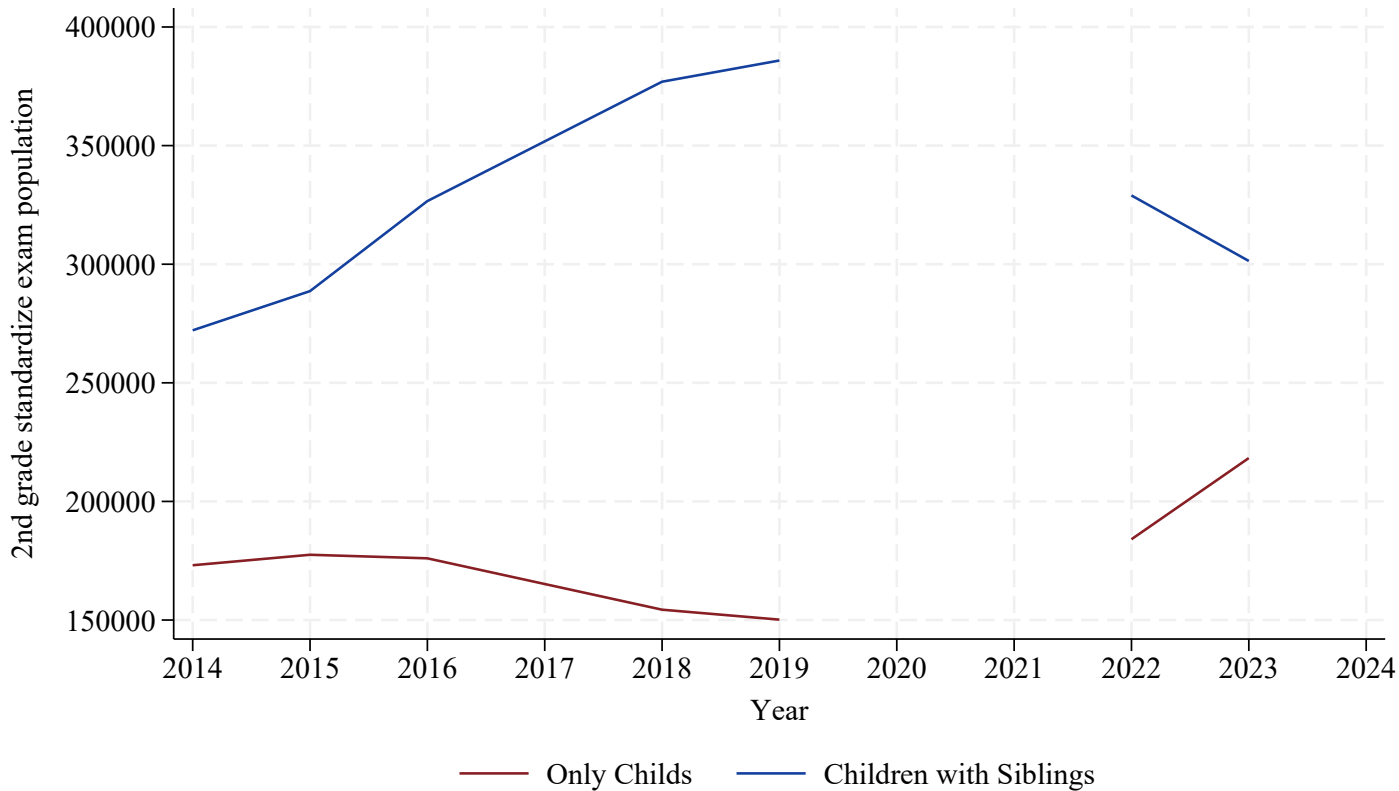 2nd grade standardize exam population
400000
350000
300000
250000
200000
150000
2014 2015 2016 2017 2018 2019 2020 2021 2022 2023 2024
Year
Only Childs Children with Siblings